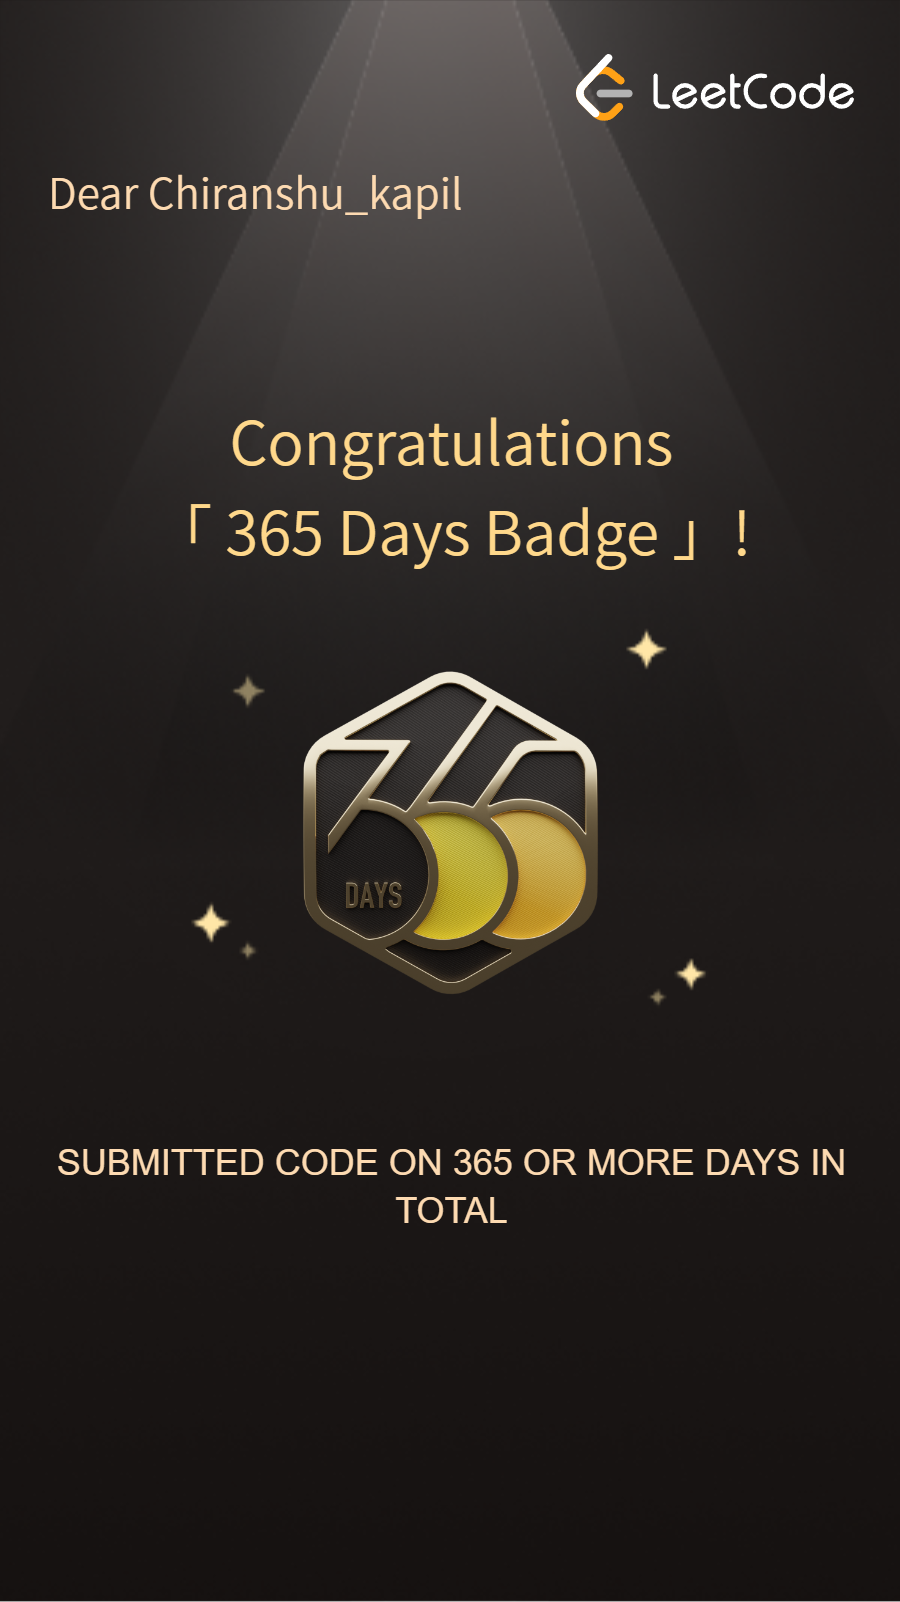 LeetCode
Dear Chiranshu_kapil
Congratulations
「 365 Days Badge 」!
365
DAYS
SUBMITTED CODE ON 365 OR MORE DAYS IN
TOTAL